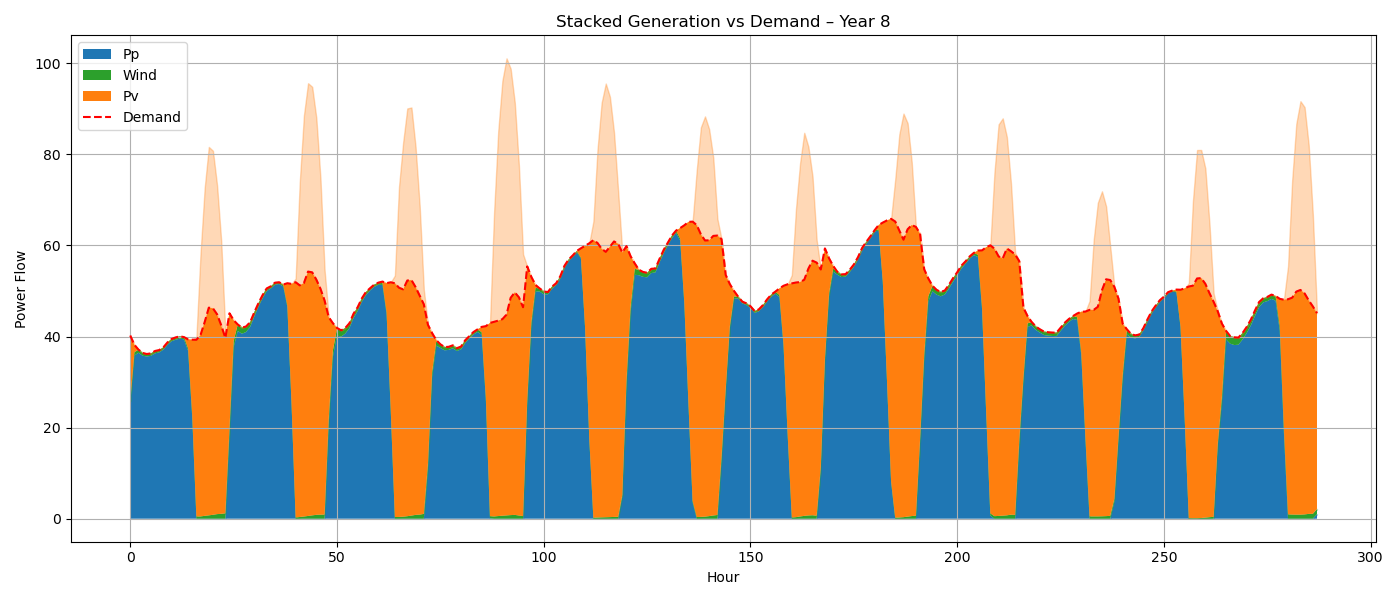 Stacked Generation vs Demand – Year 8
Pp
Wind
Pv
Demand
Power Flow
100
80
60
40
20
0
0 50 100 150 200 250 300
Hour